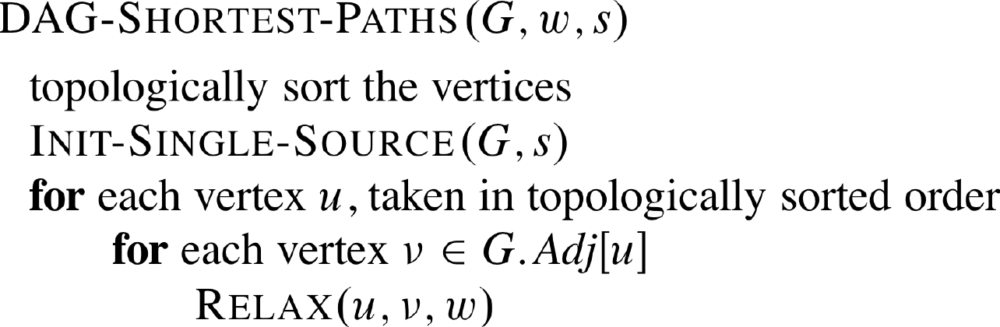 DAG-SHORTEST-PATHS(G, w, s)
topologically sort the vertices
INIT-SINGLE-SOURCE(G, s)
for each vertex u, taken in topologically sorted order
for each vertex v ∈ G.Adj[u]
RELAX(u, v, w)